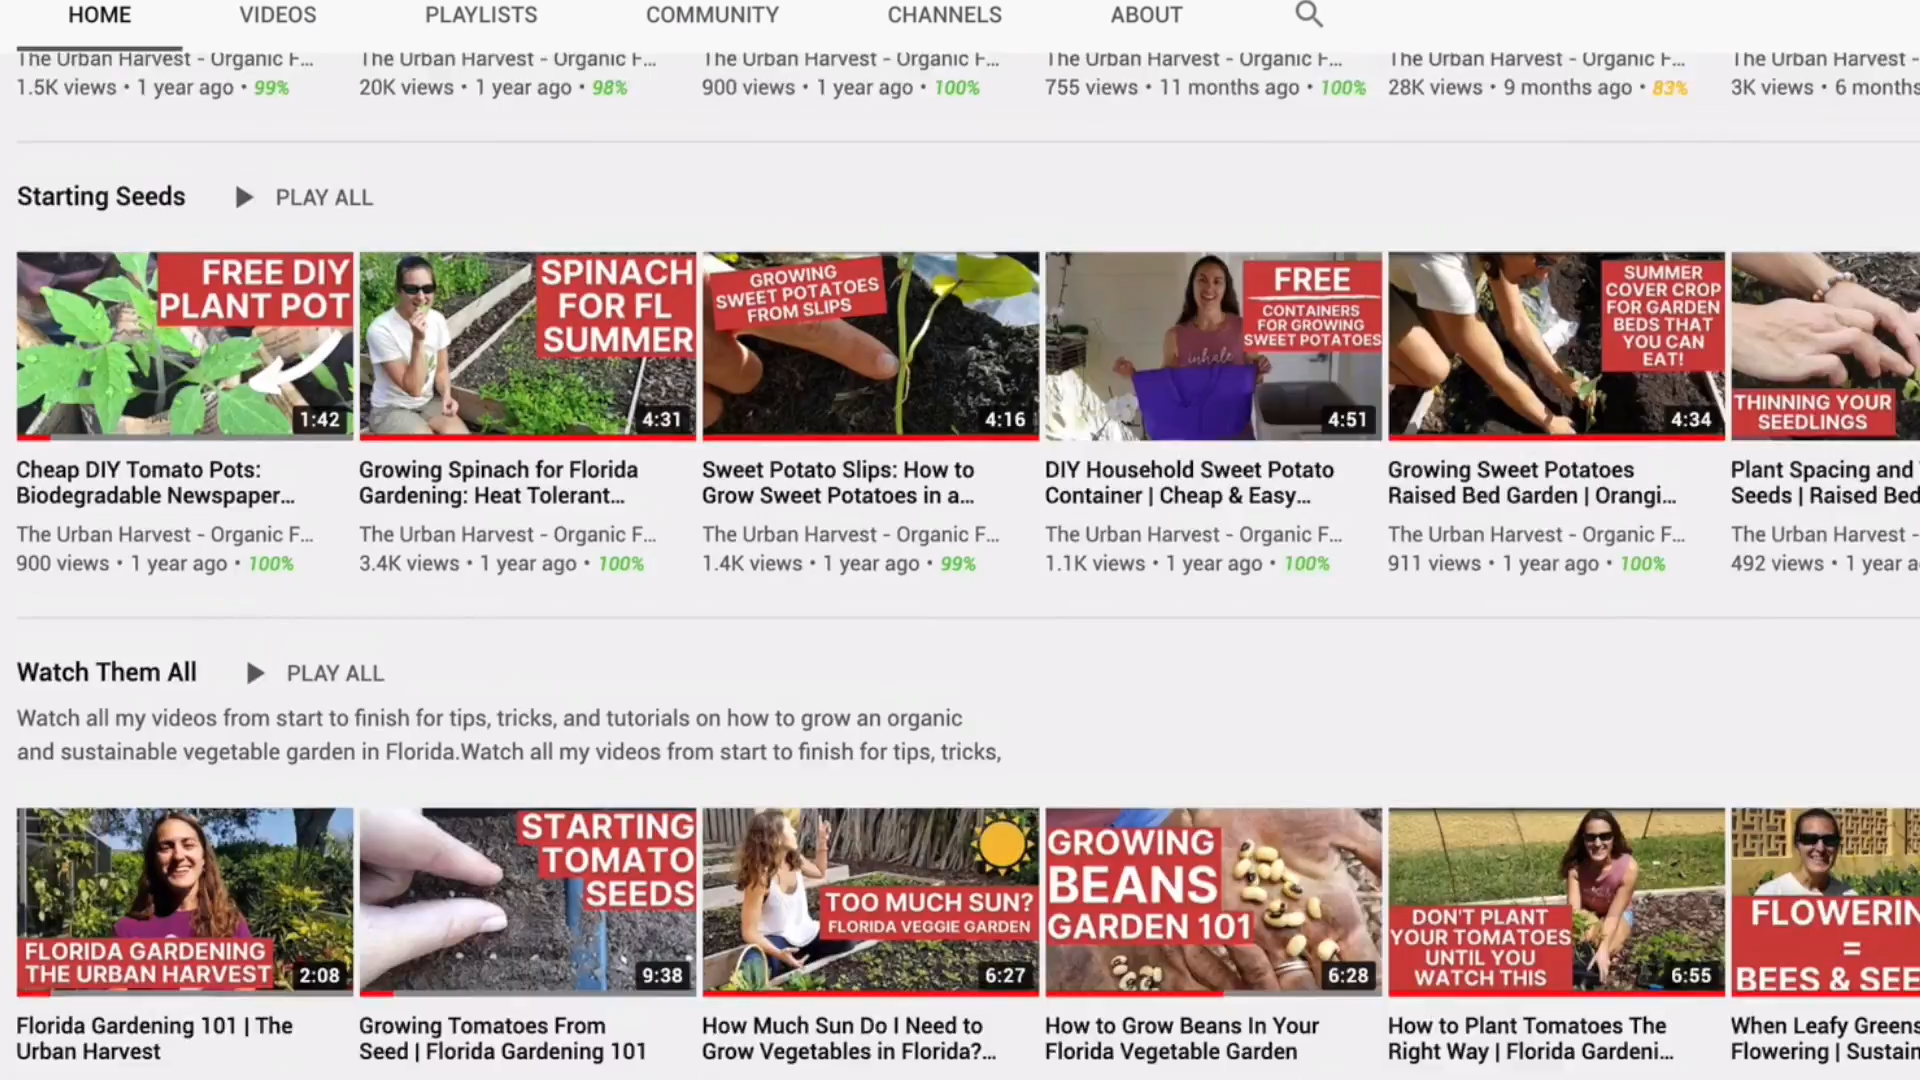 HOME VIDEOS PLAYLISTS COMMUNITY CHANNELS ABOUT
The Urban Harvest - Organic F... The Urban Harvest - Organic F... The Urban Harvest - Organic F... The Urban Harvest - Organic F... The Urban Harvest - Organic F... The Urban Harvest -
1.5K views • 1 year ago • 99% 20K views • 1 year ago • 98% 900 views • 1 year ago • 100% 755 views • 11 months ago • 100% 28K views • 9 months ago • 83% 3K views • 6 months
Starting Seeds PLAY ALL
FREE DIY
PLANT POT
1:42
SPINACH
FOR FL
SUMMER
4:31
GROWING
SWEET POTATOES
FROM SLIPS
4:16
FREE
CONTAINERS
FOR GROWING
SWEET POTATOES
inhale
4:51
SUMMER
COVER CROP
FOR GARDEN
BEDS THAT
YOU CAN
EAT!
4:34
THINNING YOUR
SEEDLINGS
Cheap DIY Tomato Pots:
Biodegradable Newspaper...
The Urban Harvest - Organic F...
900 views • 1 year ago • 100%
Growing Spinach for Florida
Gardening: Heat Tolerant...
The Urban Harvest - Organic F...
3.4K views • 1 year ago • 100%
Sweet Potato Slips: How to
Grow Sweet Potatoes in a...
The Urban Harvest - Organic F...
1.4K views • 1 year ago • 99%
DIY Household Sweet Potato
Container | Cheap & Easy...
The Urban Harvest - Organic F...
1.1K views • 1 year ago • 100%
Growing Sweet Potatoes
Raised Bed Garden | Orangi...
The Urban Harvest - Organic F...
911 views • 1 year ago • 100%
Plant Spacing and
Seeds | Raised Bed
The Urban Harvest -
492 views • 1 year a
Watch Them All PLAY ALL
Watch all my videos from start to finish for tips, tricks, and tutorials on how to grow an organic
and sustainable vegetable garden in Florida.Watch all my videos from start to finish for tips, tricks,
FLORIDA GARDENING
THE URBAN HARVEST
2:08
STARTING
TOMATO
SEEDS
9:38
TOO MUCH SUN?
FLORIDA VEGGIE GARDEN
6:27
GROWING
BEANS
GARDEN 101
6:28
DON'T PLANT
YOUR TOMATOES
UNTIL YOU
WATCH THIS
6:55
FLOWERIN
=
BEES & SEE
Florida Gardening 101 | The
Urban Harvest
Growing Tomatoes From
Seed | Florida Gardening 101
How Much Sun Do I Need to
Grow Vegetables in Florida?...
How to Grow Beans In Your
Florida Vegetable Garden
How to Plant Tomatoes The
Right Way | Florida Gardeni...
When Leafy Greens
Flowering | Sustain